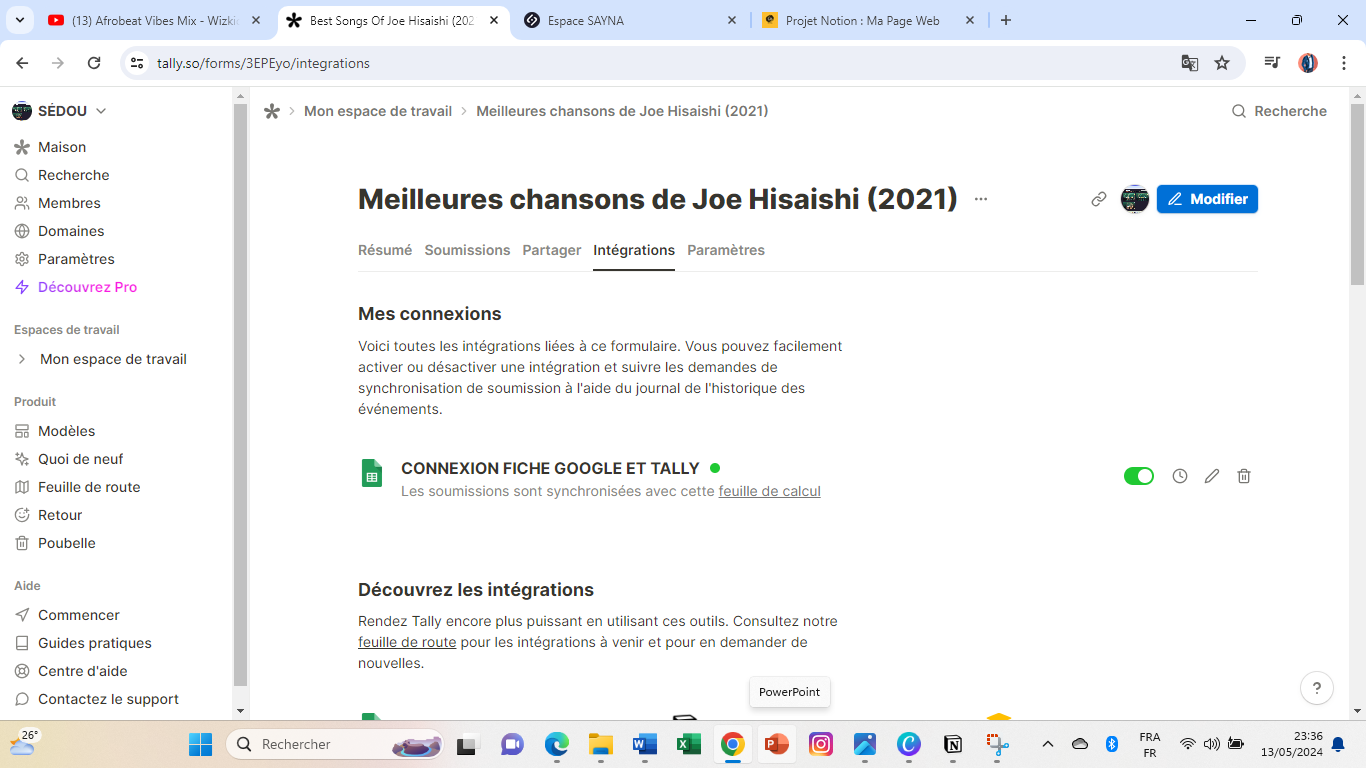 (13) Afrobeat Vibes Mix - Wizki
Best Songs Of Joe Hisaishi (202
Espace SAYNA
Projet Notion : Ma Page Web
tally.so/forms/3EPEyo/integrations
SÉDOU
Mon espace de travail
Meilleures chansons de Joe Hisaishi (2021)
Recherche
Maison
Recherche
Membres
Domaines
Paramètres
Découvrez Pro
Espaces de travail
Mon espace de travail
Produit
Modèles
Quoi de neuf
Feuille de route
Retour
Poubelle
Aide
Commencer
Guides pratiques
Centre d'aide
Contactez le support
Meilleures chansons de Joe Hisaishi (2021)
Modifier
Résumé Soumissions Partager Intégrations Paramètres
Mes connexions
Voici toutes les intégrations liées à ce formulaire. Vous pouvez facilement
activer ou désactiver une intégration et suivre les demandes de
synchronisation de soumission à l'aide du journal de l'historique des
événements.
CONNEXION FICHE GOOGLE ET TALLY
Les soumissions sont synchronisées avec cette feuille de calcul
Découvrez les intégrations
Rendez Tally encore plus puissant en utilisant ces outils. Consultez notre
feuille de route pour les intégrations à venir et pour en demander de
nouvelles.
PowerPoint
?
26°
Rechercher
FRA
FR
23:36
13/05/2024